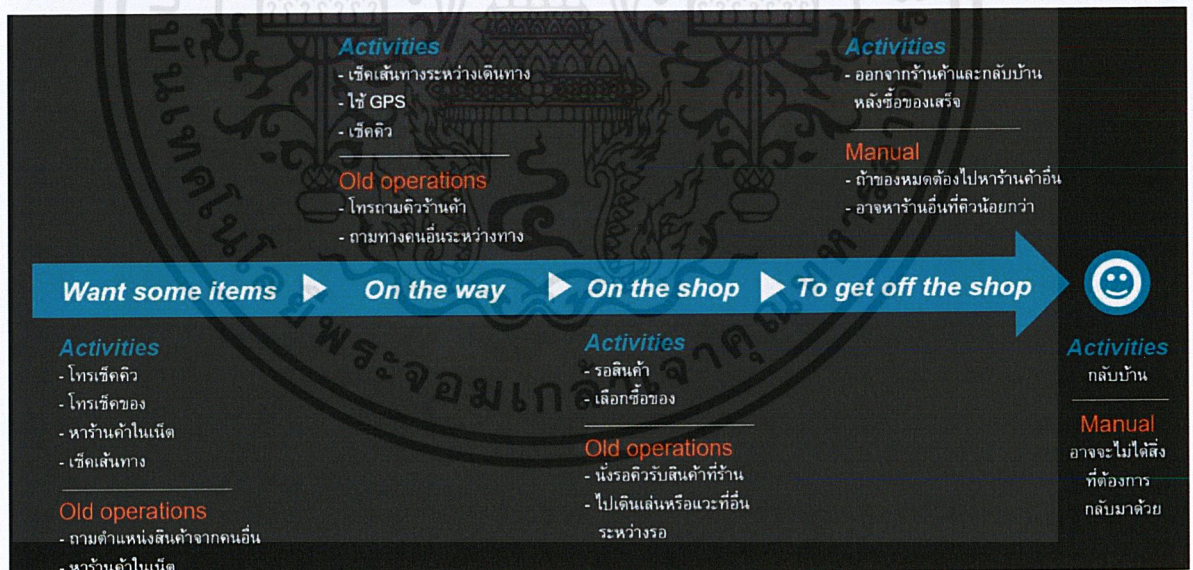 Activities
- เช็คเส้นทางระหว่างเดินทาง
- ใช้ GPS
- เช็คคิว
Old operations
- โทรถามคิวร้านค้า
- ถามทางคนอื่นระหว่างทาง
Activities
- ออกจากร้านค้าและกลับบ้าน
หลังซื้อของเสร็จ
Manual
- ถ้าของหมดต้องไปหาร้านค้าอื่น
- อาจหาร้านอื่นที่คิวน้อยกว่า
Want some items
On the way
On the shop
To get off the shop
Activities
- โทรเช็คคิว
- โทรเช็คของ
- หาร้านค้าในเน็ต
- เช็คเส้นทาง
Old operations
- ถามตำแหน่งสินค้าจากคนอื่น
- หาร้านค้าในเน็ต
Activities
- รอสินค้า
- เลือกซื้อของ
Old operations
- นั่งรอคิวรับสินค้าที่ร้าน
- ไปเดินเล่นหรือแวะที่อื่น
ระหว่างรอ
Activities
กลับบ้าน
Manual
อาจจะไม่ได้สิ่ง
ที่ต้องการ
กลับมาด้วย